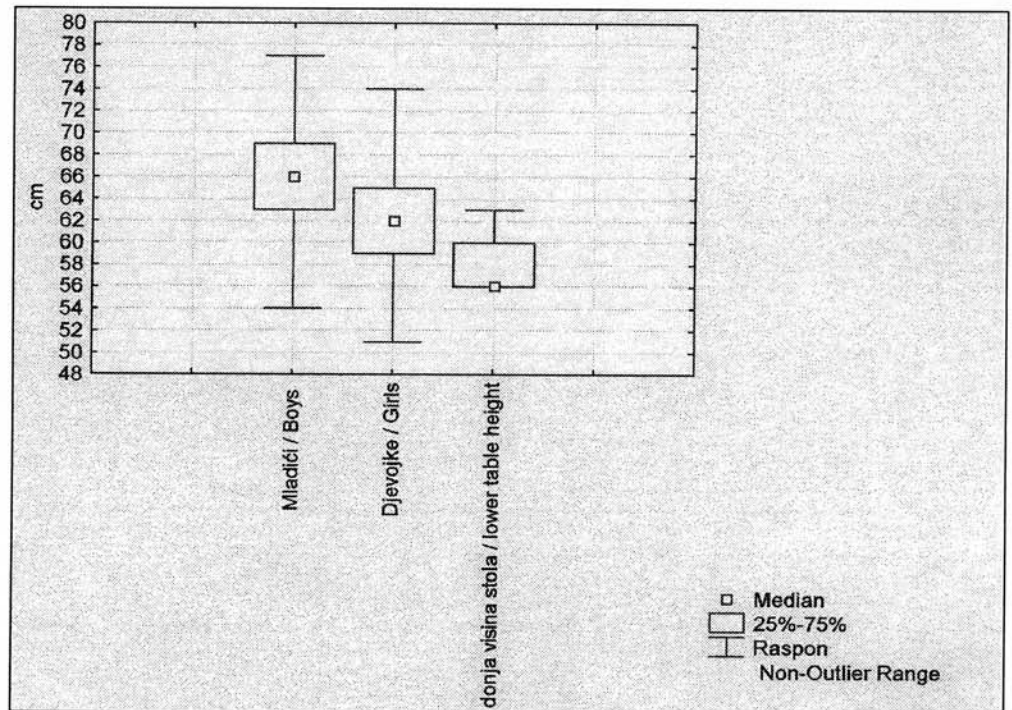 80
78
76
74
72
70
68
66
64
62
60
58
56
54
52
50
48
cm
Mladići / Boys
Djevojke / Girls
donja visina stola / lower table height
Median
25%-75%
Raspon
Non-Outlier Range